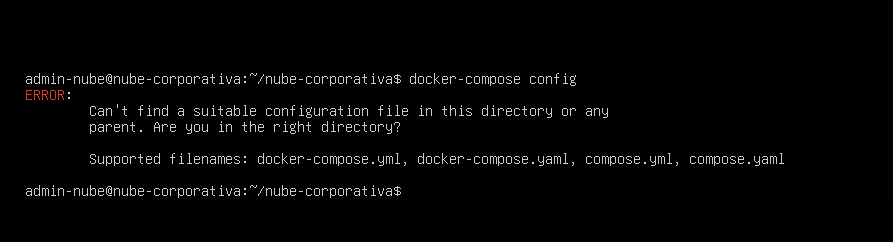 admin-nube@nube-corporativa:~/nube-corporativa$ docker-compose config
ERROR:
Can't find a suitable configuration file in this directory or any
parent. Are you in the right directory?
Supported filenames: docker-compose.yml, docker-compose.yaml, compose.yml, compose.yaml
admin-nube@nube-corporativa:~/nube-corporativa$